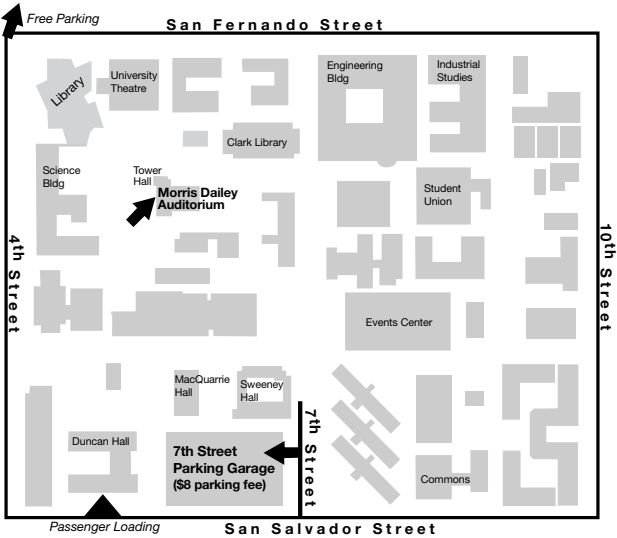 Free Parking
San Fernando Street
Library
University
Theatre
Engineering
Bldg
Industrial
Studies
Clark Library
Science
Bldg
Tower
Hall
Morris Dailey
Auditorium
Student
Union
4th Street
10th Street
Events Center
MacQuarrie
Hall
Sweeney
Hall
7th Street
Duncan Hall
7th Street
Parking Garage
($8 parking fee)
Commons
Passenger Loading
San Salvador Street